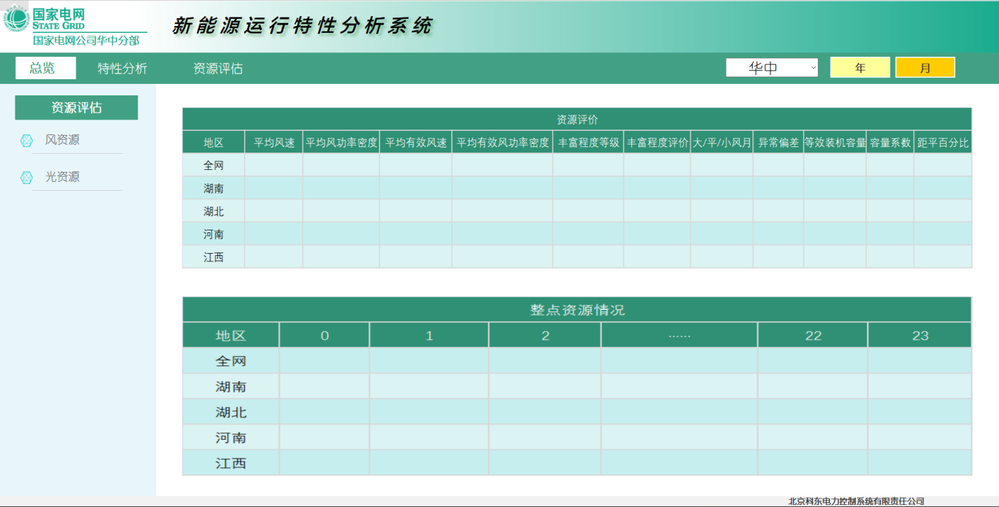 国家电网
STATE GRID
国家电网公司华中分部
新能源运行特性分析系统
总览 特性分析 资源评估 华中 年 月
资源评估
风资源
光资源
资源评价
地区 平均风速 平均风功率密度 平均有效风速 平均有效风功率密度 丰富程度等级 丰富程度评价 大/平/小风月 异常偏差 等效装机容量 容量系数 距平百分比
全网
湖南
湖北
河南
江西
整点资源情况
地区 0 1 2 ...... 22 23
全网
湖南
湖北
河南
江西
北京科东电力控制系统有限责任公司